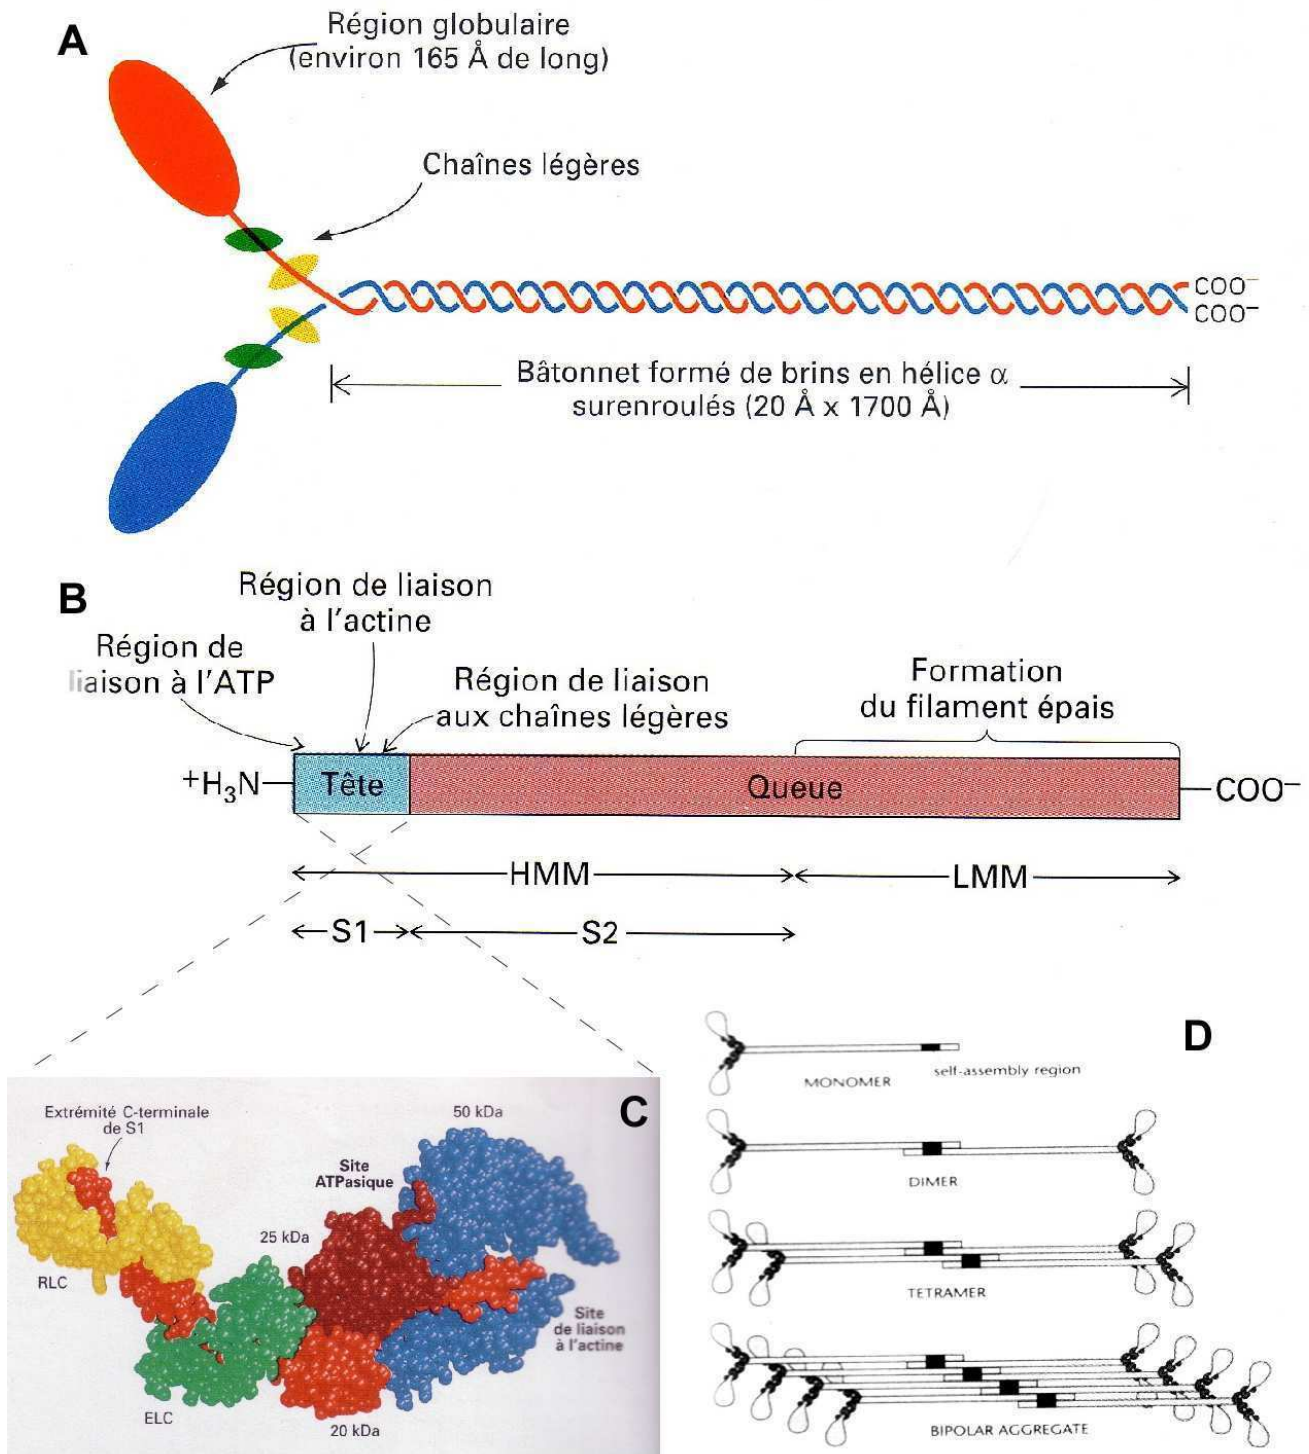 A
Région globulaire
(environ 165 Å de long)
Chaînes légères
COO⁻
COO⁻
Bâtonnet formé de brins en hélice α
surenroulés (20 Å x 1700 Å)
B
Région de liaison
à l'actine
Région de
liaison à l'ATP
Région de liaison
aux chaînes légères
Formation
du filament épais
⁺H₃N
Tête
Queue
COO⁻
HMM
LMM
S1
S2
C
Extrémité C-terminale
de S1
50 kDa
Site
ATPasique
25 kDa
RLC
Site
de liaison
à l'actine
ELC
20 kDa
D
MONOMER
self-assembly region
DIMER
TETRAMER
BIPOLAR AGGREGATE